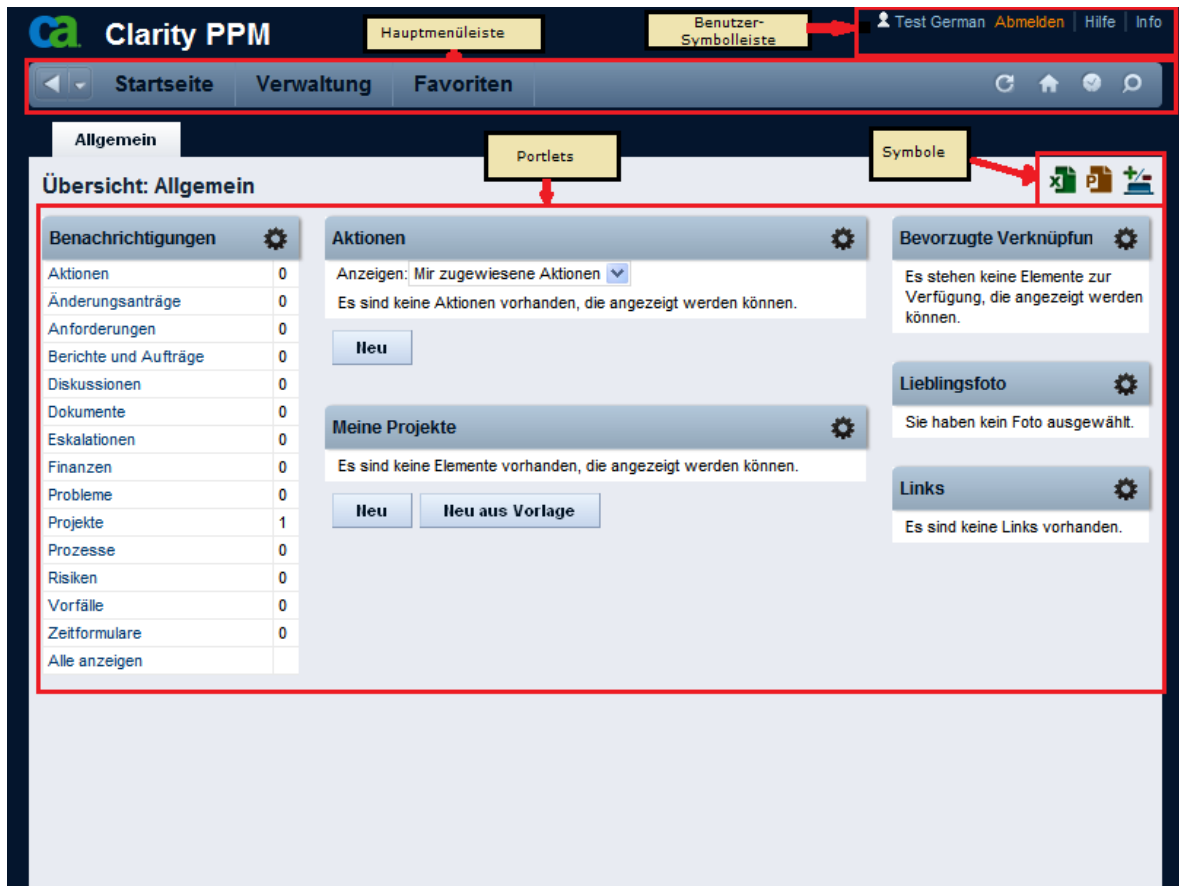 ca Clarity PPM
Hauptmenüleiste
Benutzer-
Symbolleiste
Test German Abmelden | Hilfe | Info
Startseite Verwaltung Favoriten
Allgemein
Portlets
Symbole
Übersicht: Allgemein
Benachrichtigungen
Aktionen 0
Änderungsanträge 0
Anforderungen 0
Berichte und Aufträge 0
Diskussionen 0
Dokumente 0
Eskalationen 0
Finanzen 0
Probleme 0
Projekte 1
Prozesse 0
Risiken 0
Vorfälle 0
Zeitformulare 0
Alle anzeigen
Aktionen
Anzeigen: Mir zugewiesene Aktionen
Es sind keine Aktionen vorhanden, die angezeigt werden können.
Neu
Meine Projekte
Es sind keine Elemente vorhanden, die angezeigt werden können.
Neu Neu aus Vorlage
Bevorzugte Verknüpfun
Es stehen keine Elemente zur
Verfügung, die angezeigt werden
können.
Lieblingsfoto
Sie haben kein Foto ausgewählt.
Links
Es sind keine Links vorhanden.